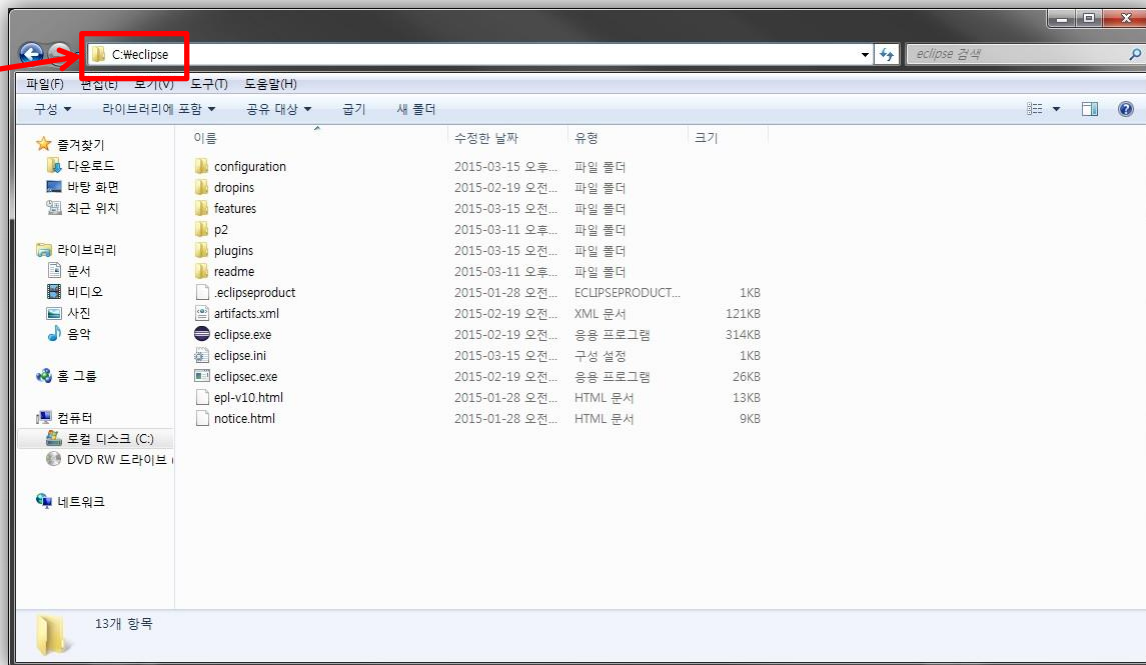 C:₩eclipse
eclipse 검색
파일(F) 편집(E) 보기(V) 도구(T) 도움말(H)
구성 라이브러리에 포함 공유 대상 굽기 새 폴더
즐겨찾기
다운로드
바탕 화면
최근 위치
라이브러리
문서
비디오
사진
음악
홈 그룹
컴퓨터
로컬 디스크 (C:)
DVD RW 드라이브 (
네트워크
이름 수정한 날짜 유형 크기
configuration 2015-03-15 오후... 파일 폴더
dropins 2015-02-19 오전... 파일 폴더
features 2015-03-15 오전... 파일 폴더
p2 2015-03-11 오후... 파일 폴더
plugins 2015-03-15 오전... 파일 폴더
readme 2015-03-11 오후... 파일 폴더
.eclipseproduct 2015-01-28 오전... ECLIPSEPRODUCT... 1KB
artifacts.xml 2015-02-19 오전... XML 문서 121KB
eclipse.exe 2015-02-19 오전... 응용 프로그램 314KB
eclipse.ini 2015-03-15 오전... 구성 설정 1KB
eclipsec.exe 2015-02-19 오전... 응용 프로그램 26KB
epl-v10.html 2015-01-28 오전... HTML 문서 13KB
notice.html 2015-01-28 오전... HTML 문서 9KB
13개 항목